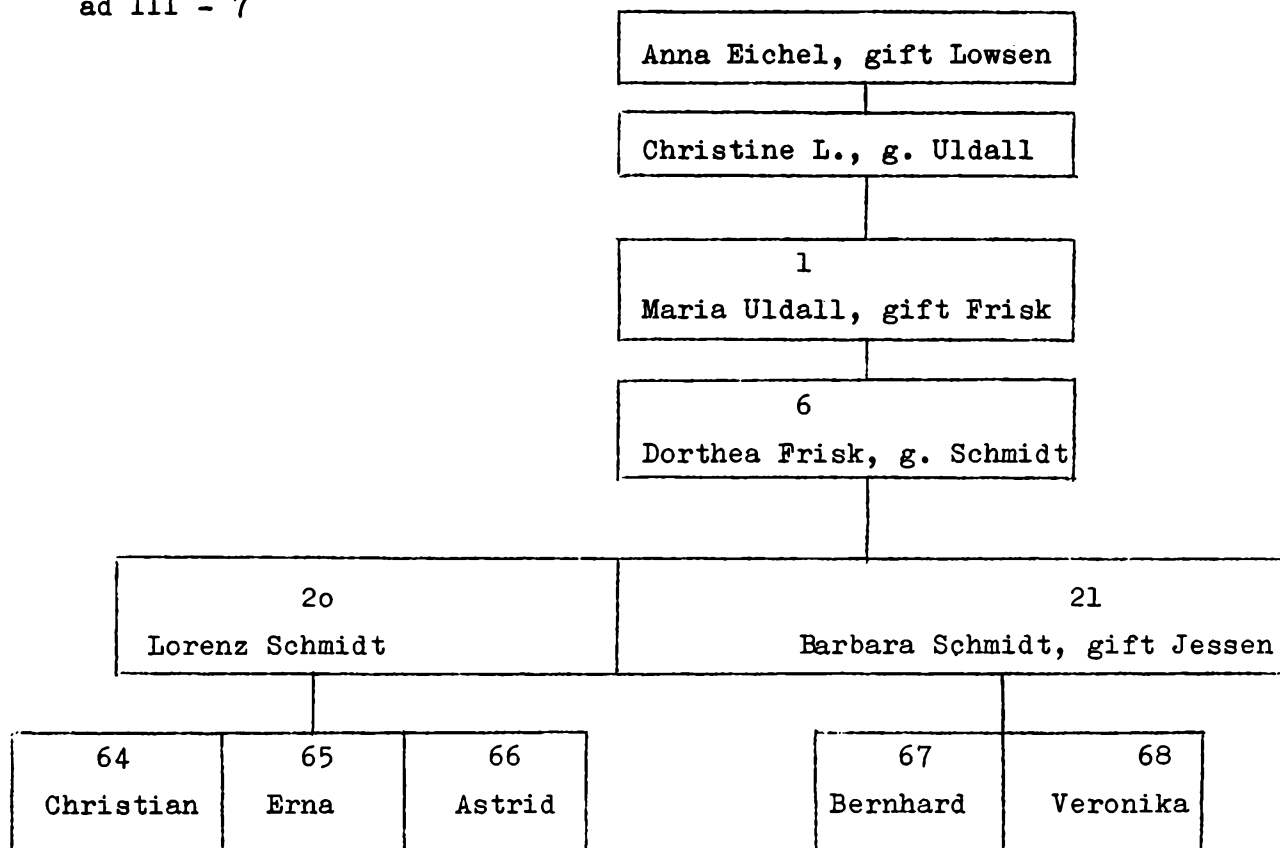 ad III - 7
Anna Eichel, gift Lowsen
Christine L., g. Uldall
1
Maria Uldall, gift Frisk
6
Dorthea Frisk, g. Schmidt
2o
Lorenz Schmidt
21
Barbara Schmidt, gift Jessen
64
Christian
65
Erna
66
Astrid
67
Bernhard
68
Veronika